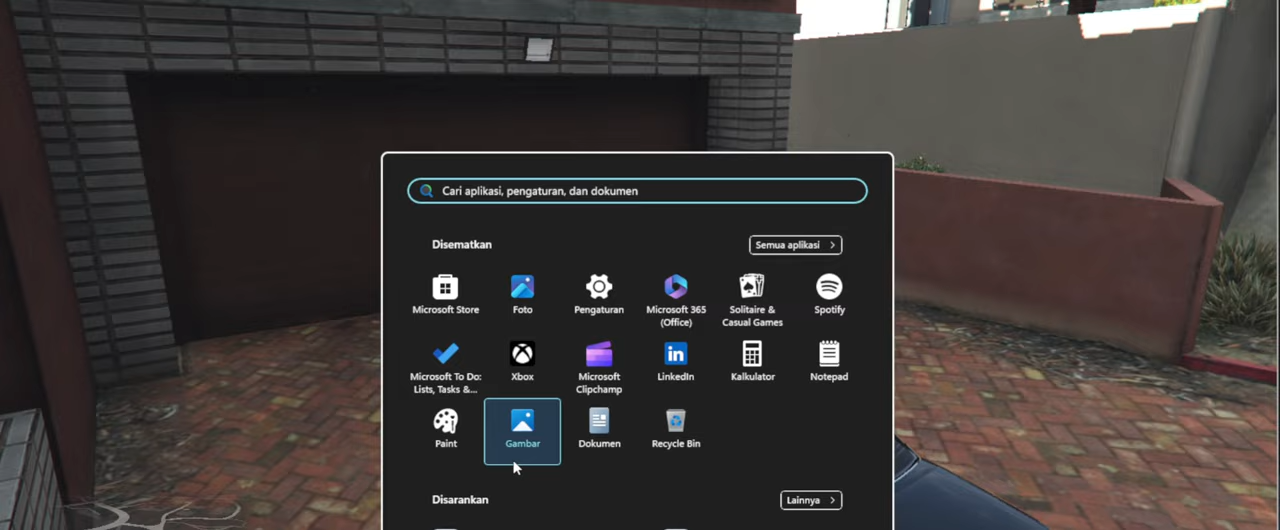 Cari aplikasi, pengaturan, dan dokumen
Disematkan
Semua aplikasi
Microsoft Store
Foto
Pengaturan
Microsoft 365
(Office)
Solitaire &
Casual Games
Spotify
Microsoft To Do:
Lists, Tasks &...
Xbox
Microsoft
Clipchamp
LinkedIn
Kalkulator
Notepad
Paint
Gambar
Dokumen
Recycle Bin
Disarankan
Lainnya